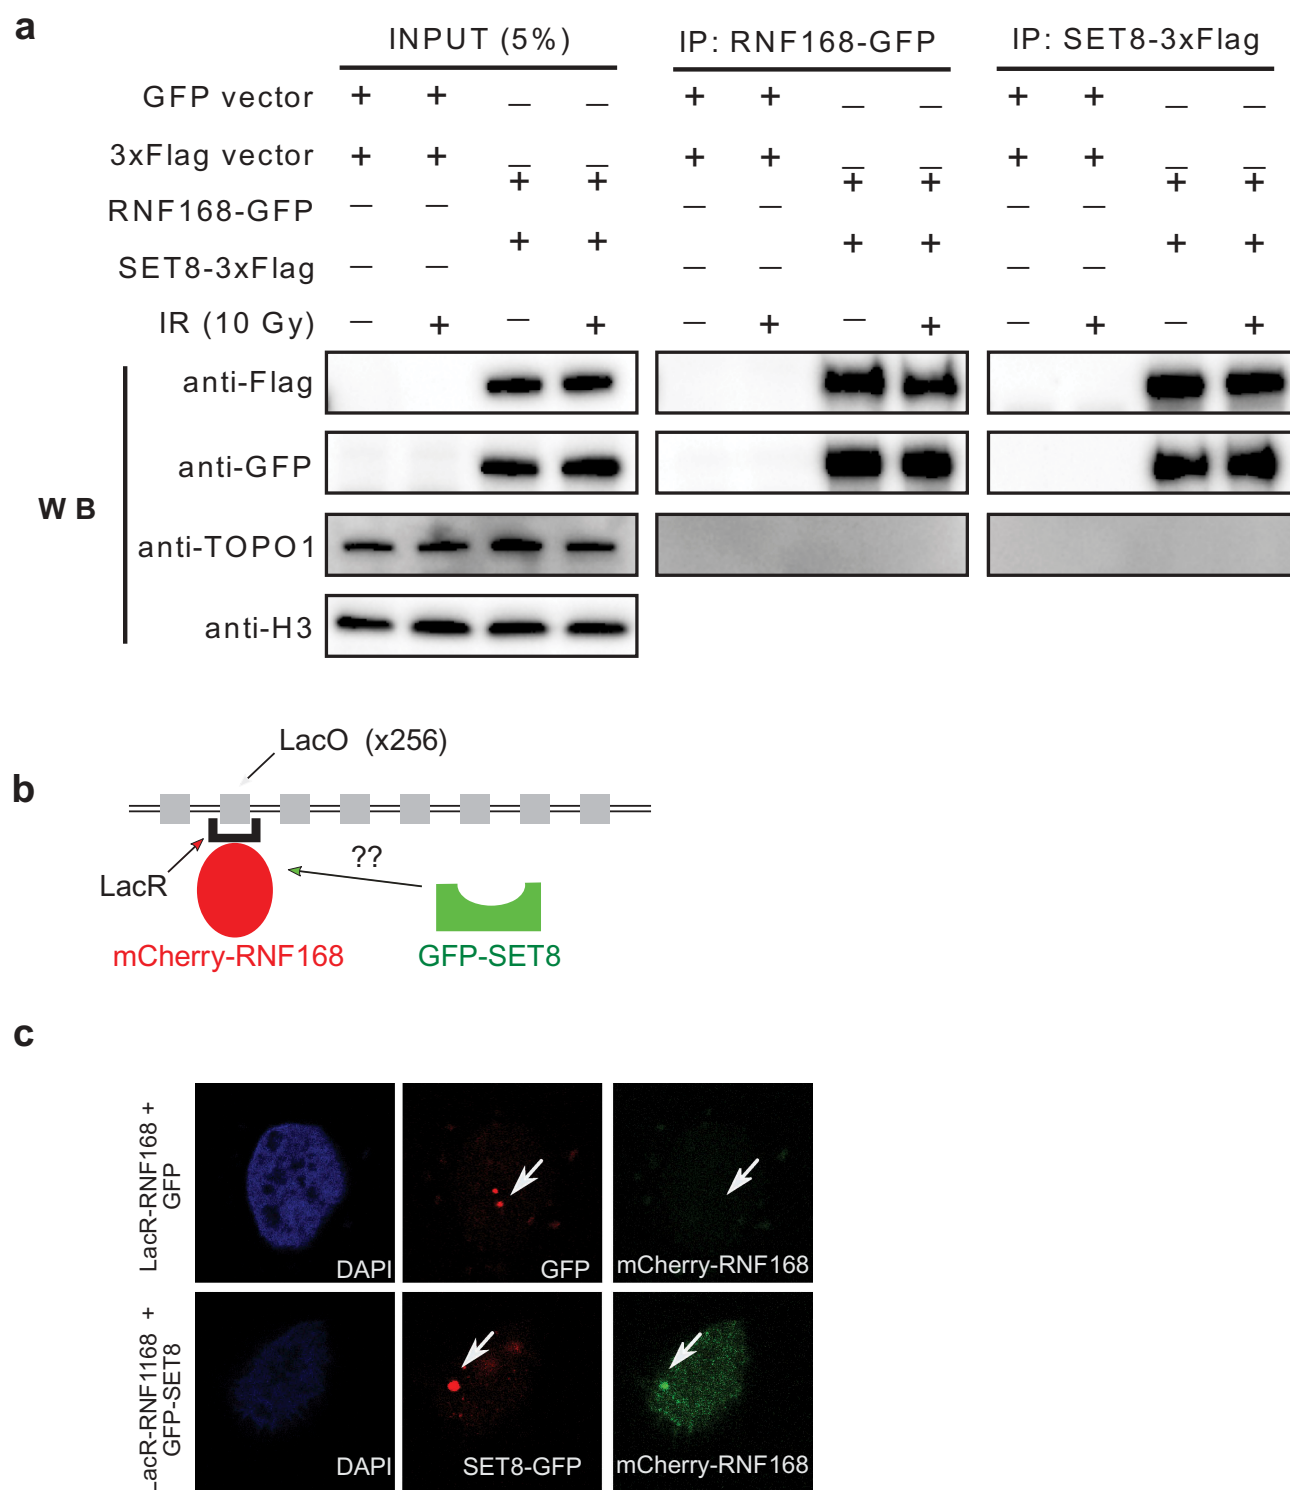 a
INPUT (5%) IP: RNF168-GFP IP: SET8-3xFlag
GFP vector + + — — + + — — + + — —
3xFlag vector + + — — + + — — + + — —
RNF168-GFP — — + + — — + + — — + +
SET8-3xFlag — — + + — — + + — — + +
IR (10 Gy) — + — + — + — + — + — +
anti-Flag
anti-GFP
WB
anti-TOPO1
anti-H3
b
LacO (x256)
??
LacR
mCherry-RNF168 GFP-SET8
c
LacR-RNF168 +
GFP
DAPI GFP mCherry-RNF168
LacR-RNF1168 +
GFP-SET8
DAPI SET8-GFP mCherry-RNF168